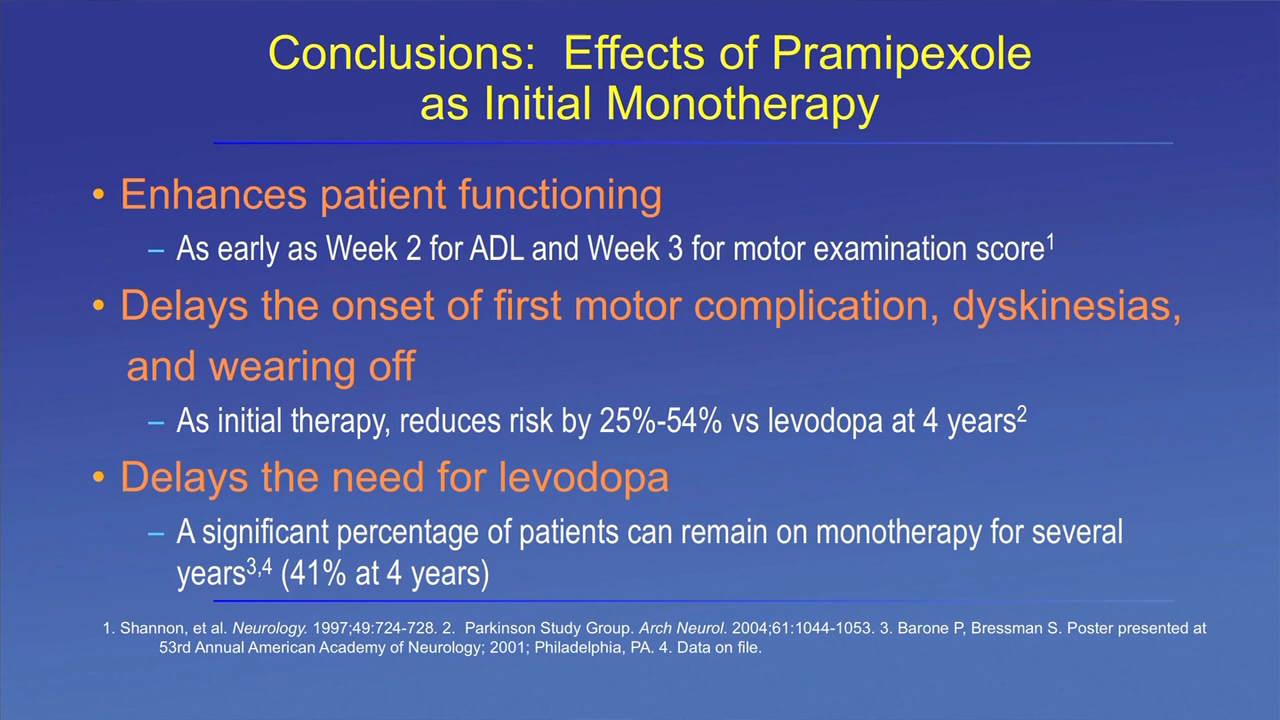 Conclusions:  Effects of Pramipexole
as Initial Monotherapy
• Enhances patient functioning
– As early as Week 2 for ADL and Week 3 for motor examination score¹
• Delays the onset of first motor complication, dyskinesias,
and wearing off
– As initial therapy, reduces risk by 25%-54% vs levodopa at 4 years²
• Delays the need for levodopa
– A significant percentage of patients can remain on monotherapy for several
years³,⁴ (41% at 4 years)
1. Shannon, et al. Neurology. 1997;49:724-728. 2.  Parkinson Study Group. Arch Neurol. 2004;61:1044-1053. 3. Barone P, Bressman S. Poster presented at
53rd Annual American Academy of Neurology; 2001; Philadelphia, PA. 4. Data on file.